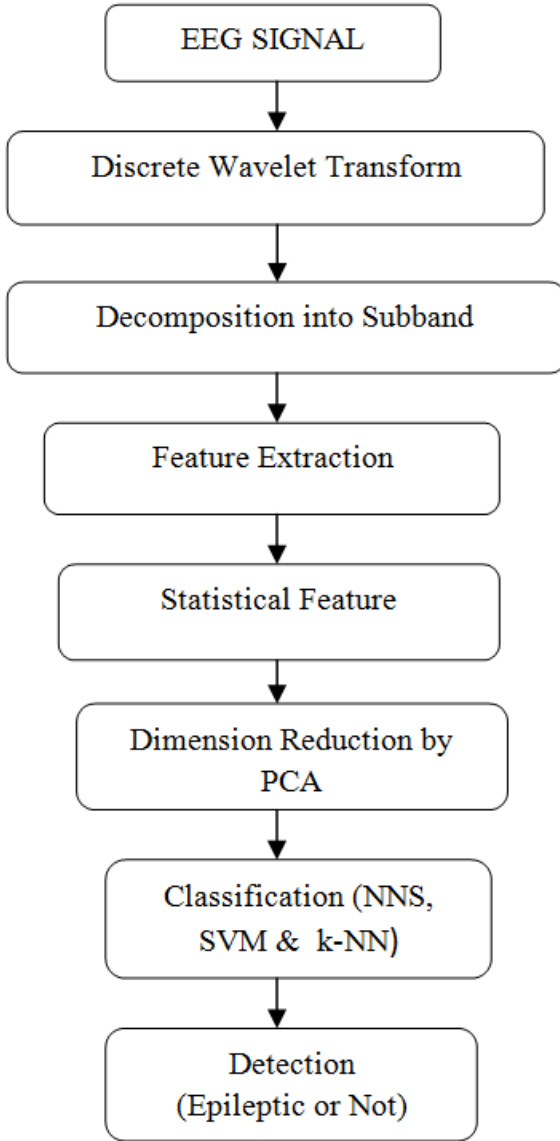 EEG SIGNAL
Discrete Wavelet Transform
Decomposition into Subband
Feature Extraction
Statistical Feature
Dimension Reduction by
PCA
Classification (NNS,
SVM & k-NN)
Detection
(Epileptic or Not)